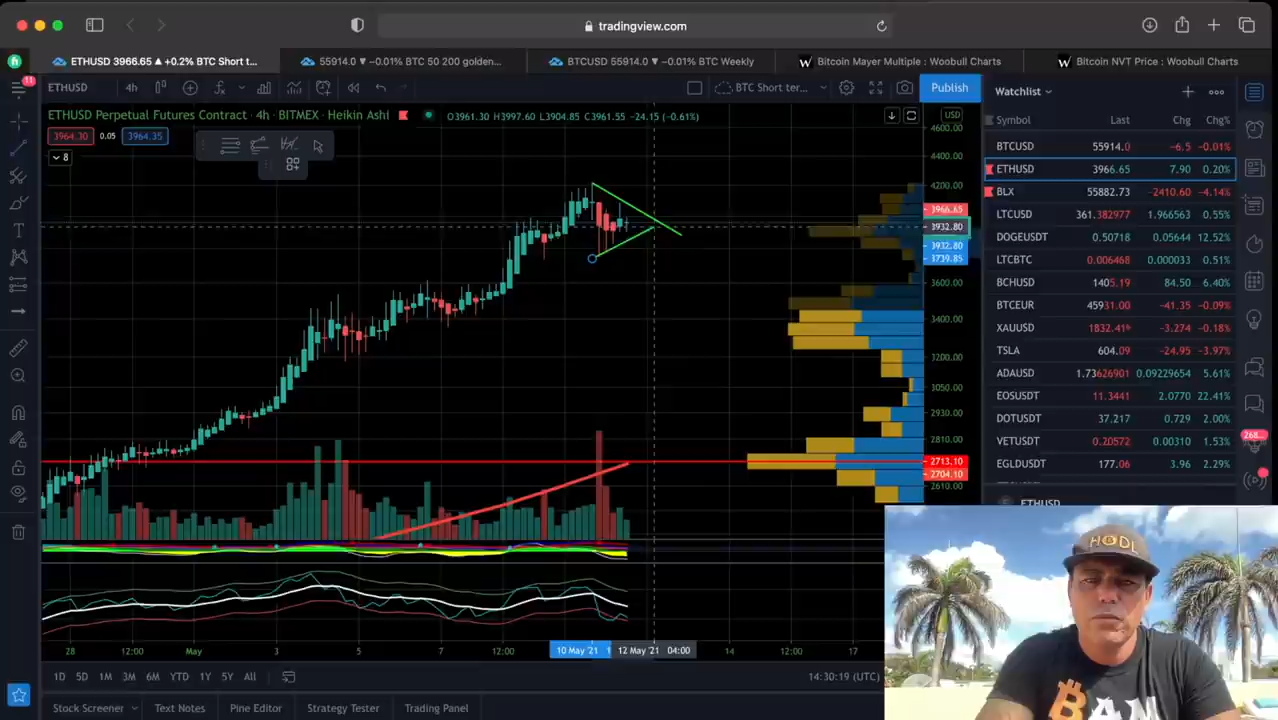 tradingview.com
ETHUSD 3966.65 ▲ +0.2% BTC Short t...
55914.0 ▼ −0.01% BTC 50 200 golden...
BTCUSD 55914.0 ▼ −0.01% BTC Weekly
Bitcoin Mayer Multiple : Woobull Charts
Bitcoin NVT Price : Woobull Charts
11
ETHUSD
4h
BTC Short ter...
Publish
Watchlist
ETHUSD Perpetual Futures Contract · 4h · BITMEX · Heikin Ashi
O3961.30 H3997.60 L3904.85 C3961.55 −24.15 (−0.61%)
USD
3964.30
0.05
3964.35
8
Symbol Last Chg Chg%
BTCUSD 55914.0 −6.5 −0.01%
ETHUSD 3966.65 7.90 0.20%
BLX 55882.73 −2410.60 −4.14%
LTCUSD 361.382977 1.966563 0.55%
DOGEUSDT 0.50718 0.05644 12.52%
LTCBTC 0.006468 0.000033 0.51%
BCHUSD 1405.19 84.50 6.40%
BTCEUR 45931.00 −41.35 −0.09%
XAUUSD 1832.416 −3.274 −0.18%
TSLA 604.09 −24.95 −3.97%
ADAUSD 1.73626901 0.09229654 5.61%
EOSUSDT 11.3441 2.0770 22.41%
DOTUSDT 37.217 0.729 2.00%
VETUSDT 0.20572 0.00310 1.53%
EGLDUSDT 177.06 3.96 2.29%
268...
ETHUSD
4600.00
4400.00
4200.00
3966.65
3932.80
3932.80
3739.85
3600.00
3400.00
3200.00
3050.00
2930.00
2810.00
2713.10
2704.10
2610.00
28 12:00 May 3 5 7 12:00 10 May '21 1 12 May '21 04:00 14 12:00 17
1D 5D 1M 3M 6M YTD 1Y 5Y All
14:30:19 (UTC)
Stock Screener Text Notes Pine Editor Strategy Tester Trading Panel
HODL
BAM